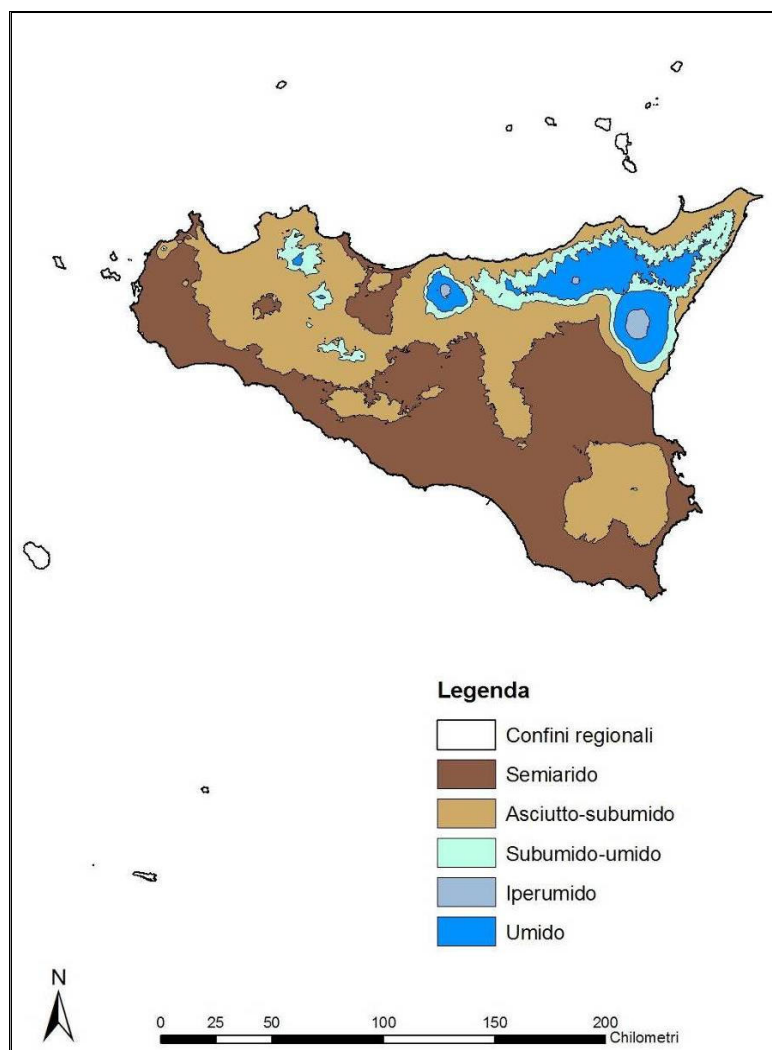 Legenda
Confini regionali
Semiarido
Asciutto-subumido
Subumido-umido
Iperumido
Umido
N
0 25 50 100 150 200
Chilometri